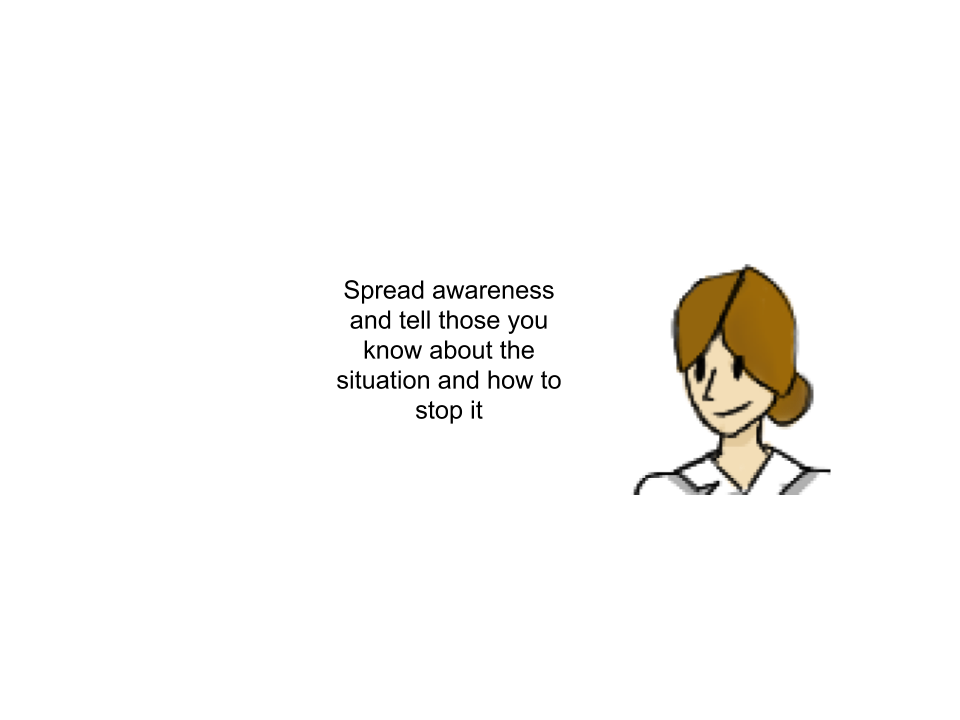 Spread awareness
and tell those you
know about the
situation and how to
stop it